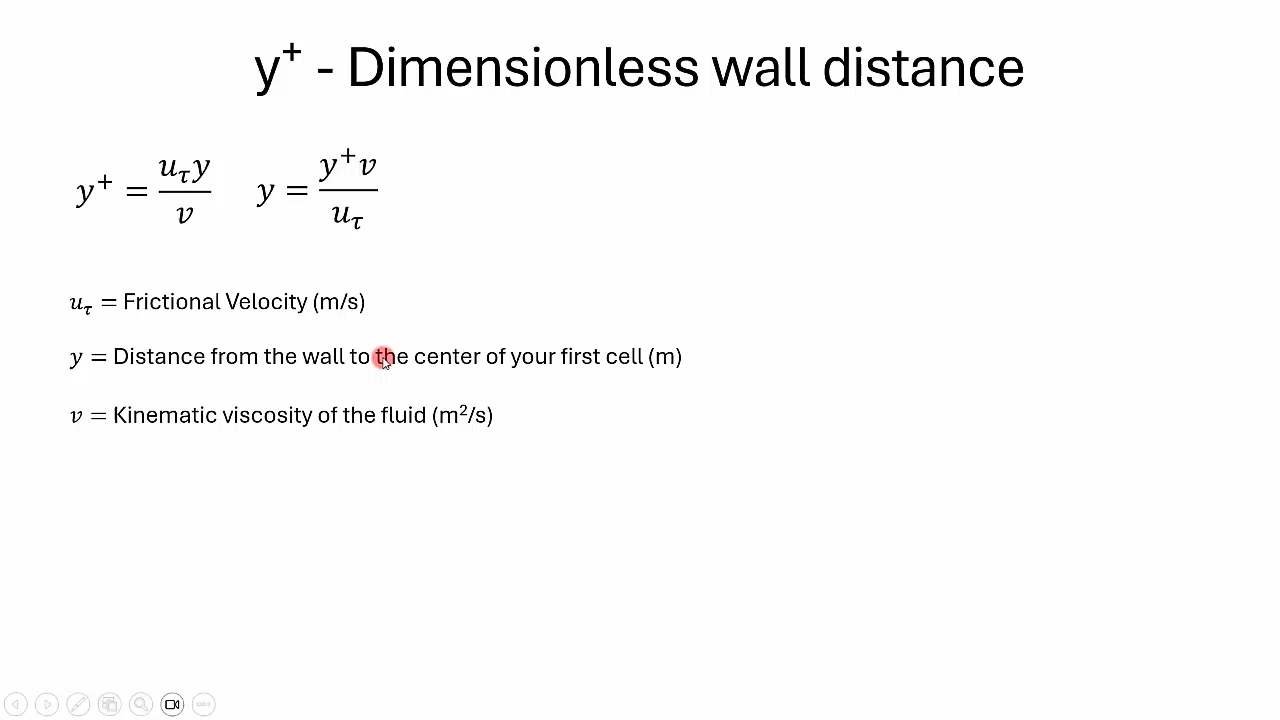 y⁺ - Dimensionless wall distance
y⁺ = u_τ y / v    y = y⁺ v / u_τ
u_τ = Frictional Velocity (m/s)
y = Distance from the wall to the center of your first cell (m)
v = Kinematic viscosity of the fluid (m²/s)